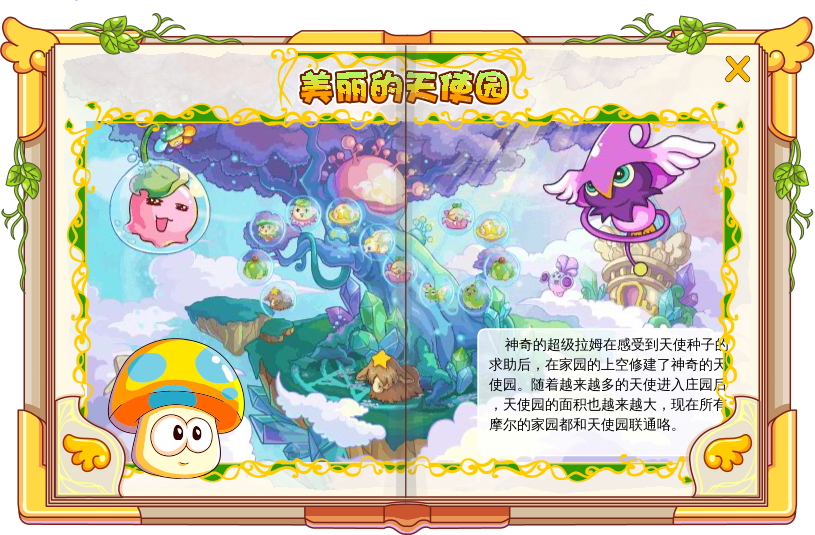 美丽的天使园
神奇的超级拉姆在感受到天使种子的
求助后，在家园的上空修建了神奇的天
使园。随着越来越多的天使进入庄园后
，天使园的面积也越来越大，现在所有
摩尔的家园都和天使园联通咯。